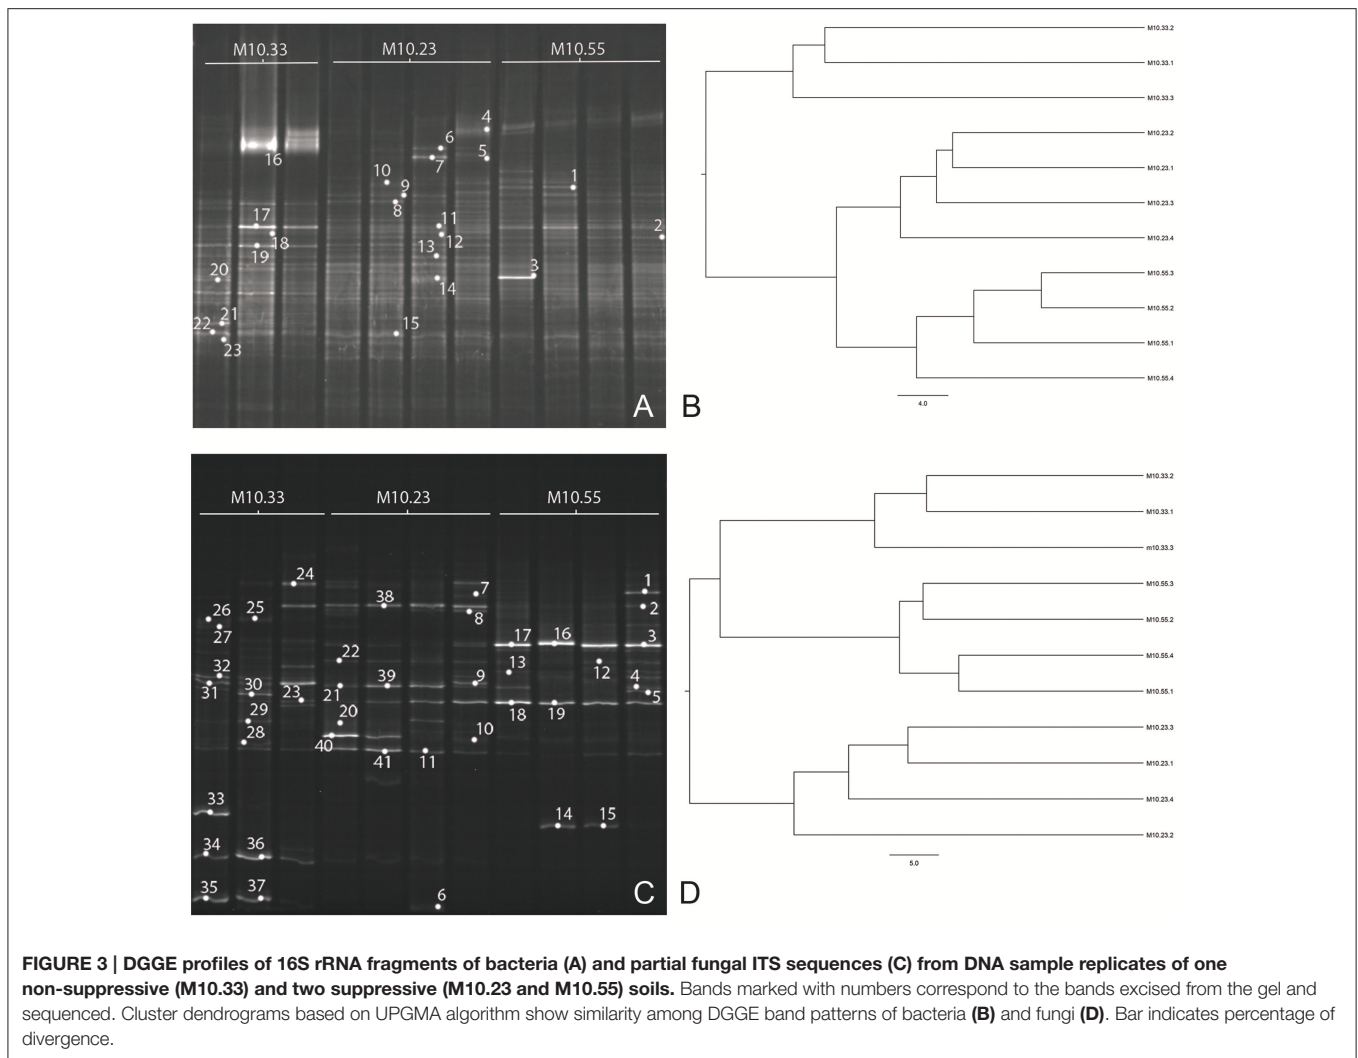 M10.33 M10.23 M10.55
4
6
16 7 5
10 9 1
8
17 11 2
18 12
19 13
20 14 3
21
22 15
23
A
M10.33.2
M10.33.1
M10.33.3
M10.23.2
M10.23.1
M10.23.3
M10.23.4
M10.55.3
M10.55.2
M10.55.1
M10.55.4
4.0
B
M10.33 M10.23 M10.55
24
7 1
26 25 38 8 2
27
17 16 3
22 13 12
32 39 9 4
31 30 23 21 5
29 20 18 19
28 40 10
41 11
33 14 15
34 36
35 37 6
C
M10.33.2
M10.33.1
m10.33.3
M10.55.3
M10.55.2
M10.55.4
M10.55.1
M10.23.3
M10.23.1
M10.23.4
M10.23.2
5.0
D
FIGURE 3 | DGGE profiles of 16S rRNA fragments of bacteria (A) and partial fungal ITS sequences (C) from DNA sample replicates of one
non-suppressive (M10.33) and two suppressive (M10.23 and M10.55) soils. Bands marked with numbers correspond to the bands excised from the gel and
sequenced. Cluster dendrograms based on UPGMA algorithm show similarity among DGGE band patterns of bacteria (B) and fungi (D). Bar indicates percentage of
divergence.